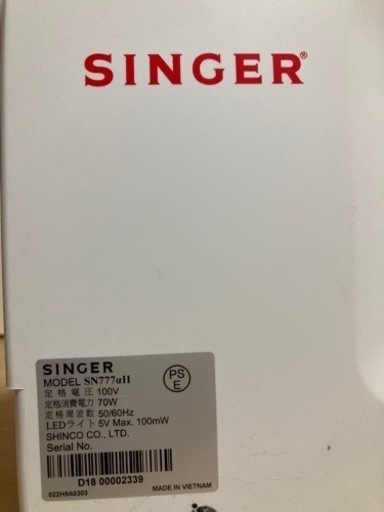 SINGER®
SINGER
MODEL SN777αII
定格電圧 100V
定格消費電力 70W
定格周波数 50/60Hz
LEDライト 5V Max. 100mW
SHINCO CO., LTD.
Serial No.
PS
E
D18 00002339
022H9A0303
MADE IN VIETNAM